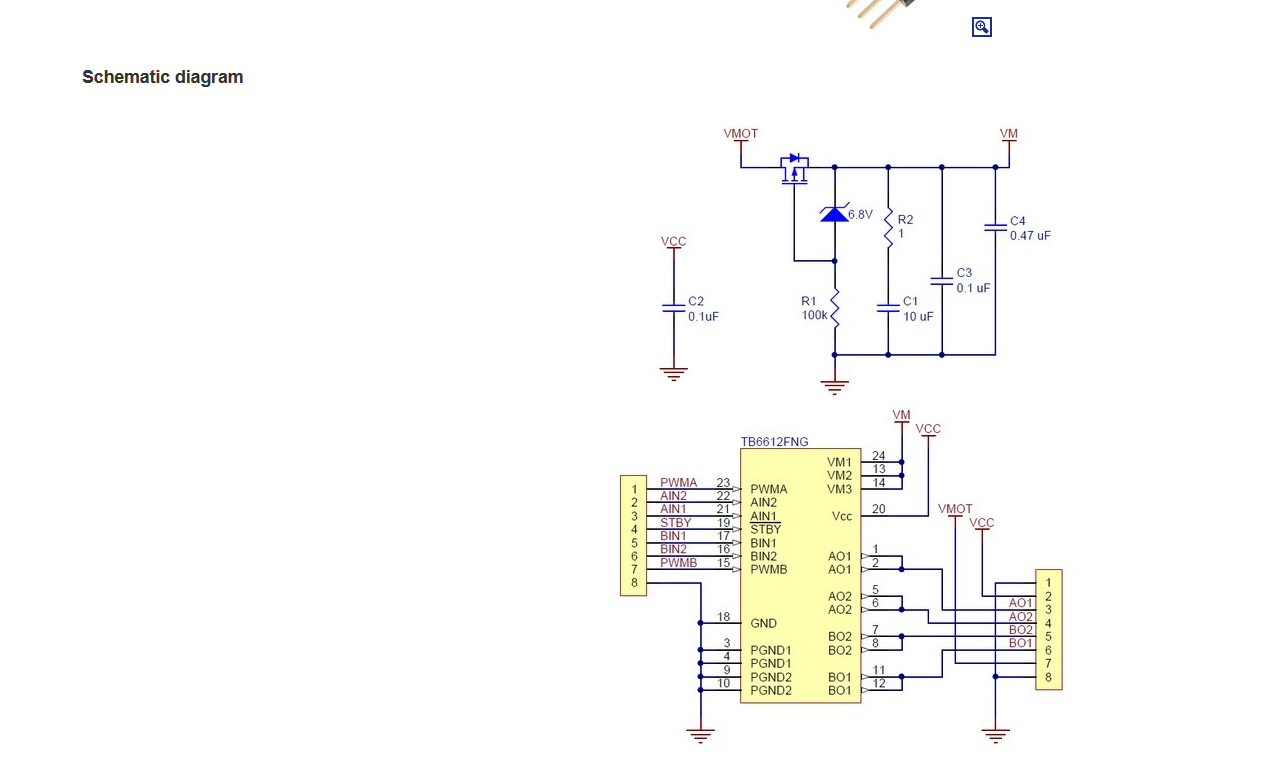 Schematic diagram
VMOT
VM
6.8V
R2
1
C4
0.47 uF
VCC
C3
0.1 uF
C2
0.1uF
R1
100k
C1
10 uF
VM
VCC
TB6612FNG
1 PWMA 23 PWMA
2 AIN2 22 AIN2
3 AIN1 21 AIN1
4 STBY 19 STBY
5 BIN1 17 BIN1
6 BIN2 16 BIN2
7 PWMB 15 PWMB
8
18 GND
3 PGND1
4 PGND1
9 PGND2
10 PGND2
VM1 24
VM2 13
VM3 14
Vcc 20
AO1 1
AO1 2
AO2 5
AO2 6
BO2 7
BO2 8
BO1 11
BO1 12
VMOT
VCC
1
2
AO1 3
AO2 4
BO2 5
BO1 6
7
8